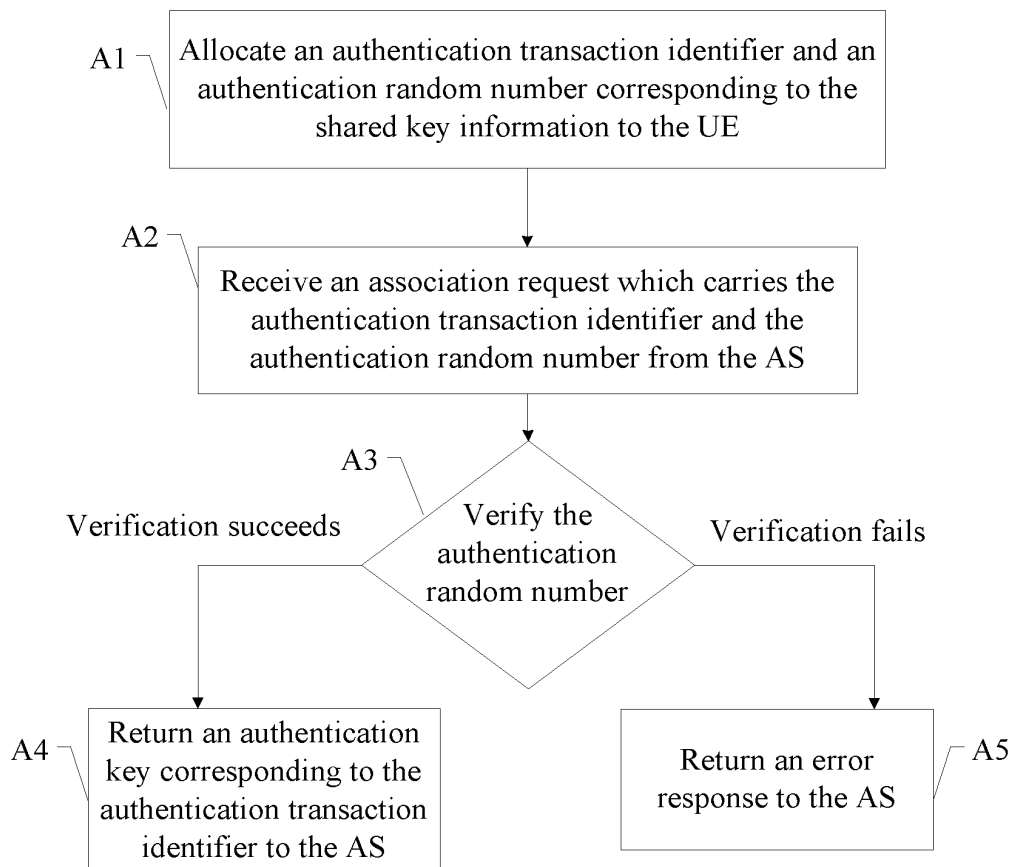 A1
Allocate an authentication transaction identifier and an
authentication random number corresponding to the
shared key information to the UE
A2
Receive an association request which carries the
authentication transaction identifier and the
authentication random number from the AS
A3
Verify the
authentication
random number
Verification succeeds
Verification fails
A4
Return an authentication
key corresponding to the
authentication transaction
identifier to the AS
Return an error
response to the AS
A5